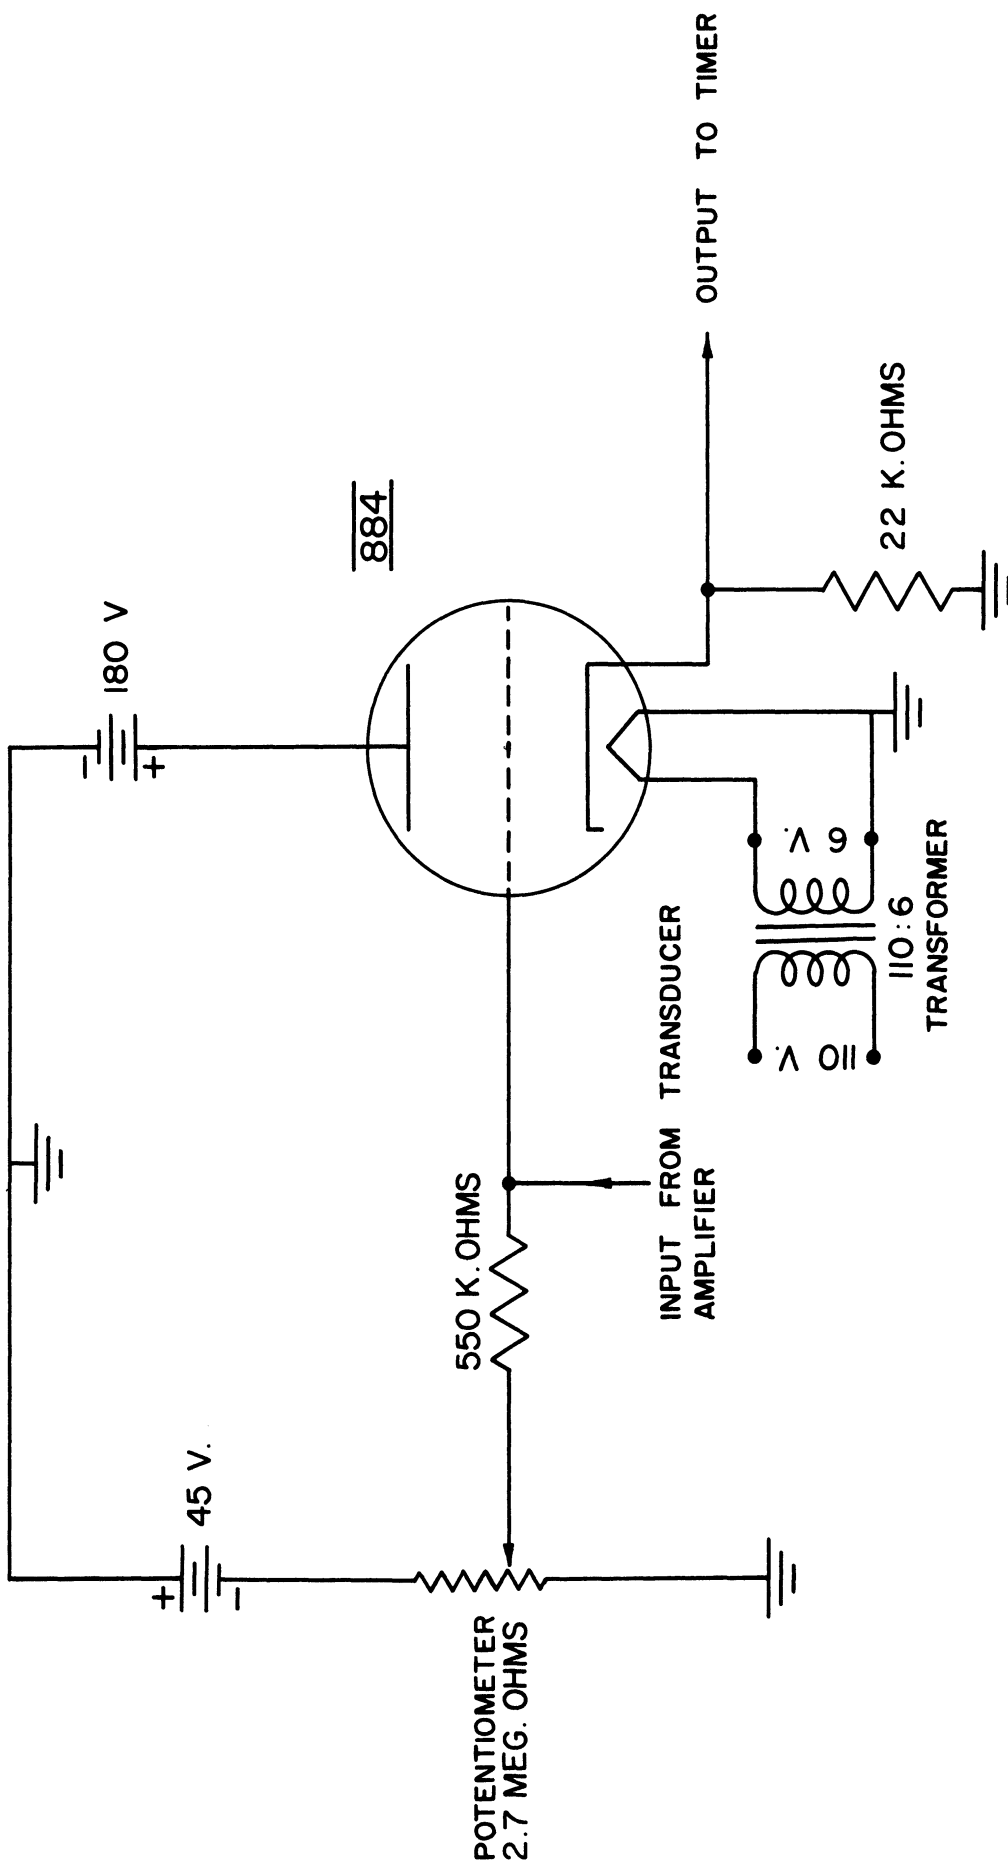 180 V
884
OUTPUT TO TIMER
45 V.
550 K.OHMS
22 K.OHMS
POTENTIOMETER
2.7 MEG. OHMS
INPUT FROM TRANSDUCER
AMPLIFIER
110 V.
6 V.
110:6
TRANSFORMER
+
-
-
+